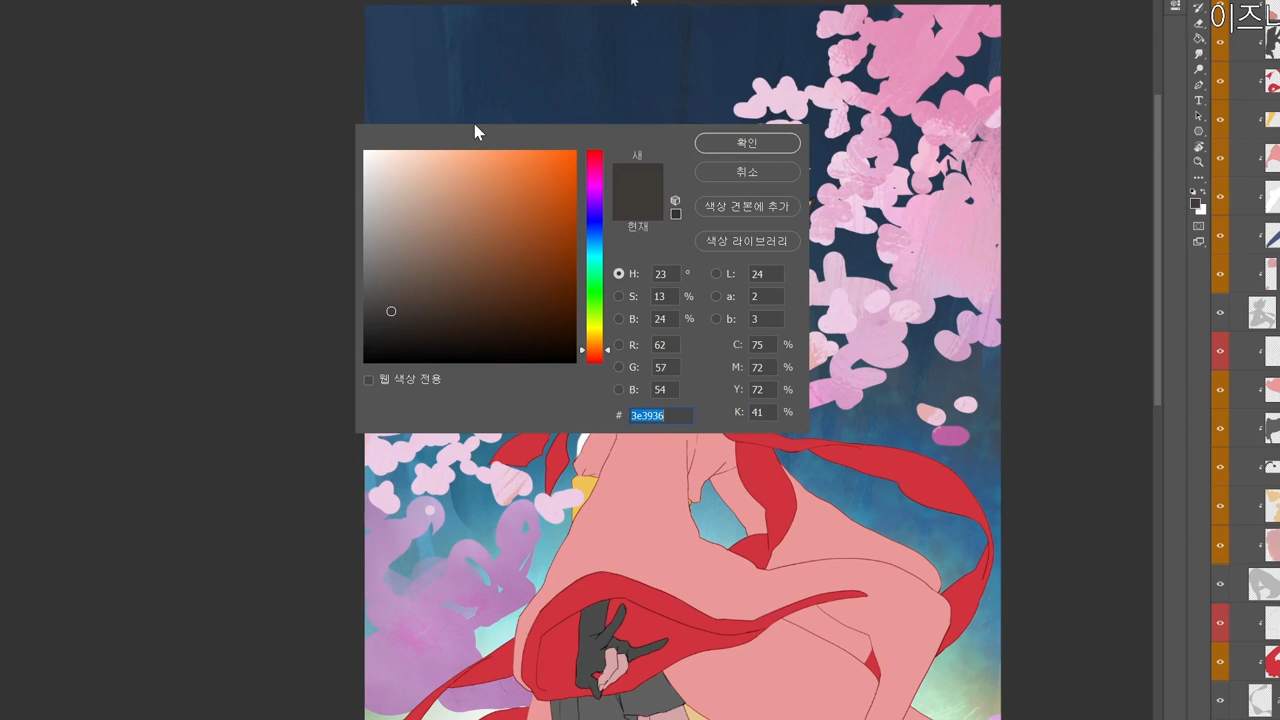 이즈
새
확인
취소
현재
색상 견본에 추가
색상 라이브러리
H: 23 °
L: 24
S: 13 %
a: 2
B: 24 %
b: 3
R: 62
C: 75 %
G: 57
M: 72 %
B: 54
Y: 72 %
# 3e3936
K: 41 %
웹 색상 전용